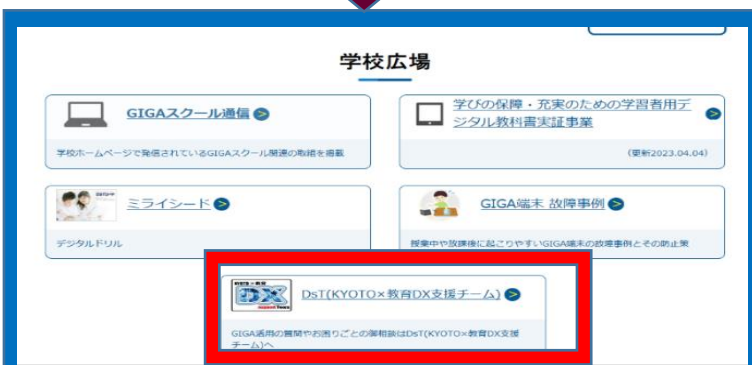 学校広場
GIGAスクール通信
学校ホームページで発信されているGIGAスクール関連の取組を掲載
学びの保障・充実のための学習者用デ
ジタル教科書実証事業
(更新2023.04.04)
ミライシード
デジタルドリル
GIGA端末 故障事例
授業中や放課後に起こりやすいGIGA端末の故障事例とその防止策
DX
DsT(KYOTO×教育DX支援チーム)
GIGA活用の質問やお困りごとの御相談はDsT(KYOTO×教育DX支援
チーム)へ